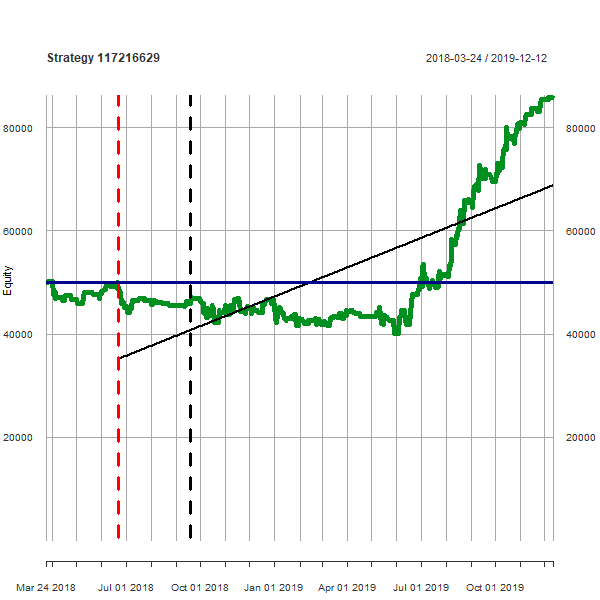 Strategy 117216629 2018-03-24 / 2019-12-12
80000 80000
60000 60000
Equity
40000 40000
20000 20000
Mar 24 2018 Jul 01 2018 Oct 01 2018 Jan 01 2019 Apr 01 2019 Jul 01 2019 Oct 01 2019